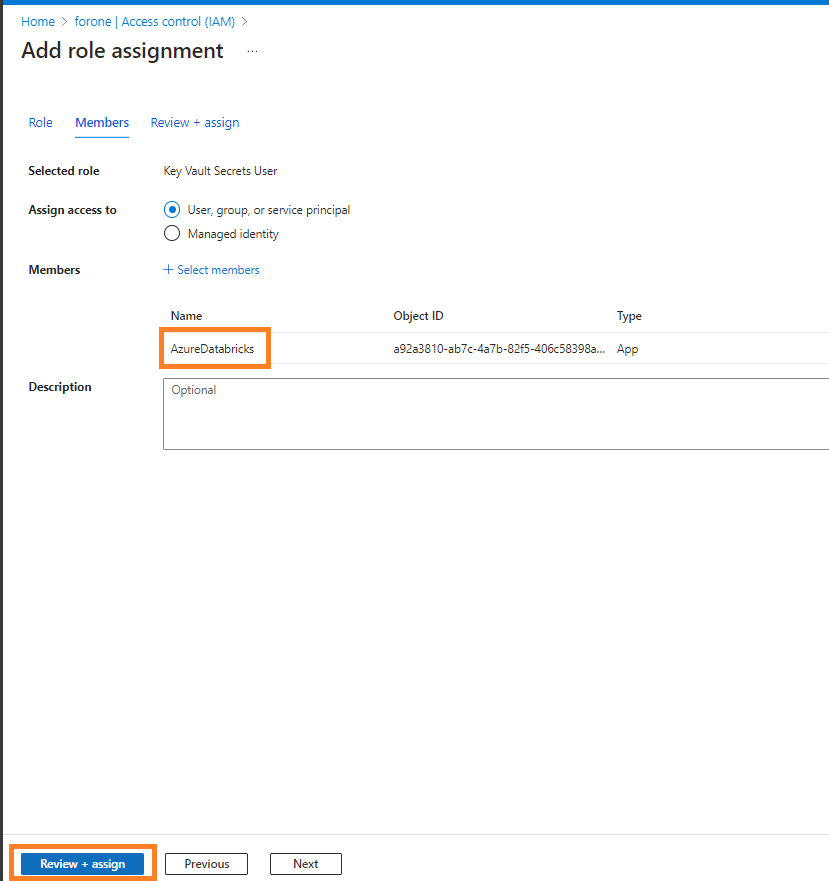 Home > forone | Access control (IAM) >
Add role assignment ...
Role Members Review + assign
Selected role Key Vault Secrets User
Assign access to User, group, or service principal
Managed identity
Members + Select members
Name Object ID Type
AzureDatabricks a92a3810-ab7c-4a7b-82f5-406c58398a... App
Description Optional
Review + assign Previous Next